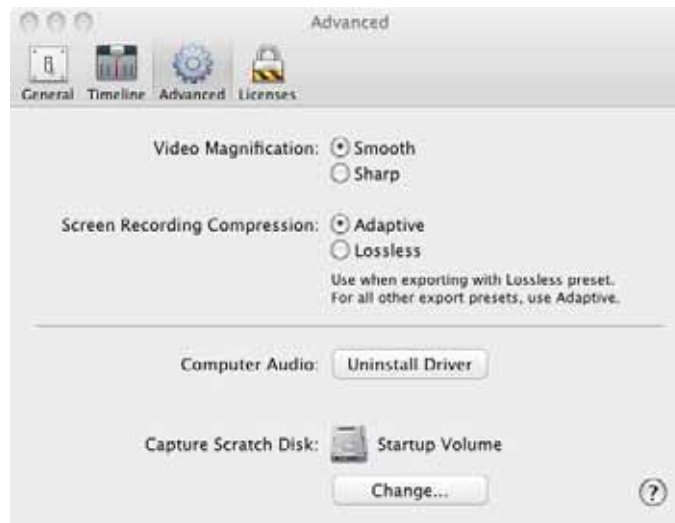 Advanced
General Timeline Advanced Licenses
Video Magnification: Smooth
Sharp
Screen Recording Compression: Adaptive
Lossless
Use when exporting with Lossless preset.
For all other export presets, use Adaptive.
Computer Audio: Uninstall Driver
Capture Scratch Disk: Startup Volume
Change...
?